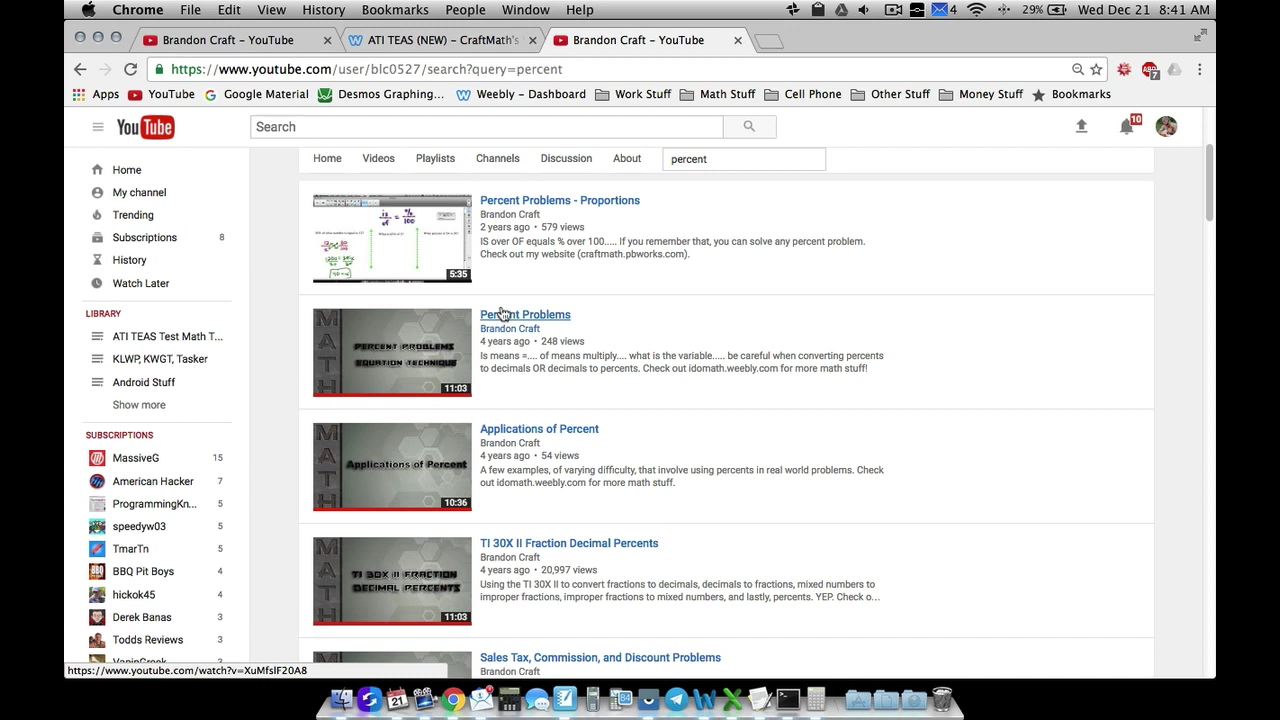 Chrome File Edit View History Bookmarks People Window Help 4 29% Wed Dec 21 8:41 AM
Brandon Craft – YouTube ATI TEAS (NEW) – CraftMath's Brandon Craft – YouTube
https://www.youtube.com/user/blc0527/search?query=percent 7
Apps YouTube Google Material Desmos Graphing... Weebly – Dashboard Work Stuff Math Stuff Cell Phone Other Stuff Money Stuff Bookmarks
YouTube Search 10
Home Videos Playlists Channels Discussion About percent
Home
My channel
Trending
Subscriptions 8
History
Watch Later
LIBRARY
ATI TEAS Test Math T...
KLWP, KWGT, Tasker
Android Stuff
Show more
SUBSCRIPTIONS
MassiveG 15
American Hacker 7
ProgrammingKn... 5
speedyw03 5
TmarTn 5
BBQ Pit Boys 4
hickok45 4
Derek Banas 3
Todds Reviews 3
is/of = %/100
5:35
Percent Problems - Proportions
Brandon Craft
2 years ago • 579 views
IS over OF equals % over 100..... If you remember that, you can solve any percent problem.
Check out my website (craftmath.pbworks.com).
MATH
PERCENT PROBLEMS
EQUATION TECHNIQUE
11:03
Percent Problems
Brandon Craft
4 years ago • 248 views
Is means =.... of means multiply.... what is the variable..... be careful when converting percents
to decimals OR decimals to percents. Check out idomath.weebly.com for more math stuff!
MATH
Applications of Percent
10:36
Applications of Percent
Brandon Craft
4 years ago • 54 views
A few examples, of varying difficulty, that involve using percents in real world problems. Check
out idomath.weebly.com for more math stuff.
MATH
TI 30X II FRACTION
DECIMAL PERCENTS
11:03
TI 30X II Fraction Decimal Percents
Brandon Craft
4 years ago • 20,997 views
Using the TI 30X II to convert fractions to decimals, decimals to fractions, mixed numbers to
improper fractions, improper fractions to mixed numbers, and lastly, percents. YEP. Check o...
Sales Tax, Commission, and Discount Problems
Brandon Craft
https://www.youtube.com/watch?v=XuMfslF20A8